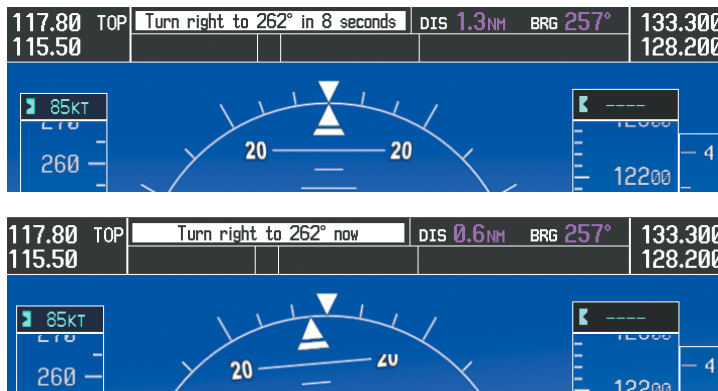 117.80 TOP Turn right to 262° in 8 seconds DIS 1.3NM BRG 257° 133.300
115.50 128.200
85KT ----
20 20
260 4
12200
117.80 TOP Turn right to 262° now DIS 0.6NM BRG 257° 133.300
115.50 128.200
85KT ----
270
20 20
260 4
12200